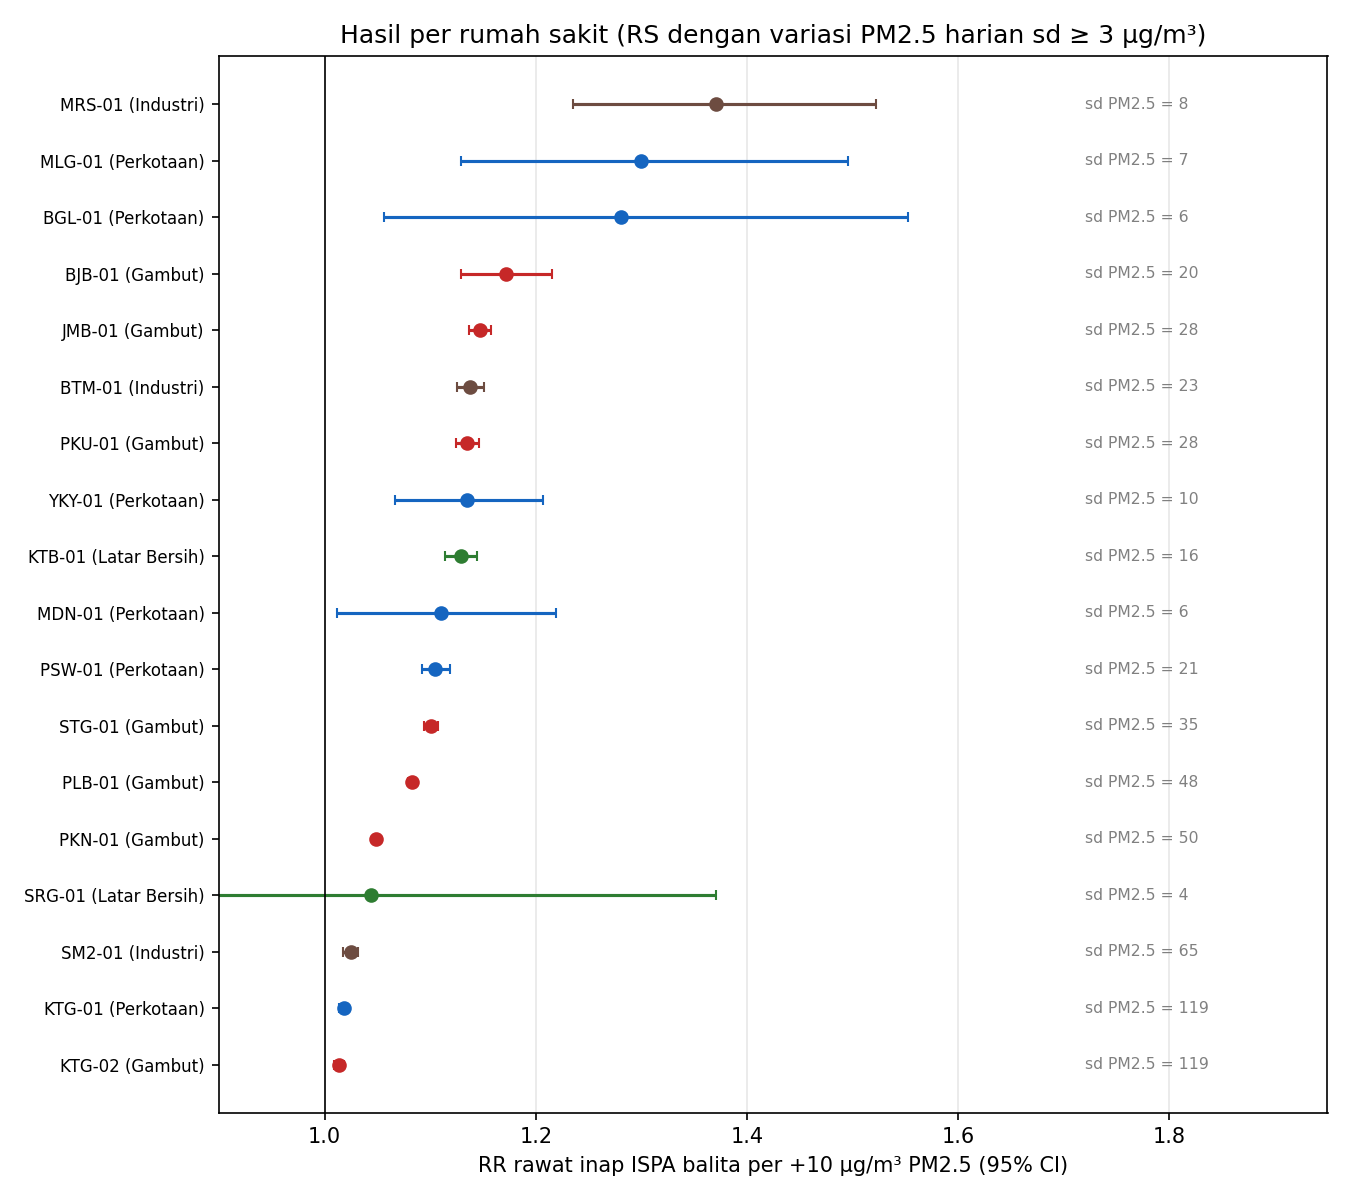 Hasil per rumah sakit (RS dengan variasi PM2.5 harian sd ≥ 3 µg/m³)
MRS-01 (Industri) sd PM2.5 = 8
MLG-01 (Perkotaan) sd PM2.5 = 7
BGL-01 (Perkotaan) sd PM2.5 = 6
BJB-01 (Gambut) sd PM2.5 = 20
JMB-01 (Gambut) sd PM2.5 = 28
BTM-01 (Industri) sd PM2.5 = 23
PKU-01 (Gambut) sd PM2.5 = 28
YKY-01 (Perkotaan) sd PM2.5 = 10
KTB-01 (Latar Bersih) sd PM2.5 = 16
MDN-01 (Perkotaan) sd PM2.5 = 6
PSW-01 (Perkotaan) sd PM2.5 = 21
STG-01 (Gambut) sd PM2.5 = 35
PLB-01 (Gambut) sd PM2.5 = 48
PKN-01 (Gambut) sd PM2.5 = 50
SRG-01 (Latar Bersih) sd PM2.5 = 4
SM2-01 (Industri) sd PM2.5 = 65
KTG-01 (Perkotaan) sd PM2.5 = 119
KTG-02 (Gambut) sd PM2.5 = 119
1.0 1.2 1.4 1.6 1.8
RR rawat inap ISPA balita per +10 µg/m³ PM2.5 (95% CI)